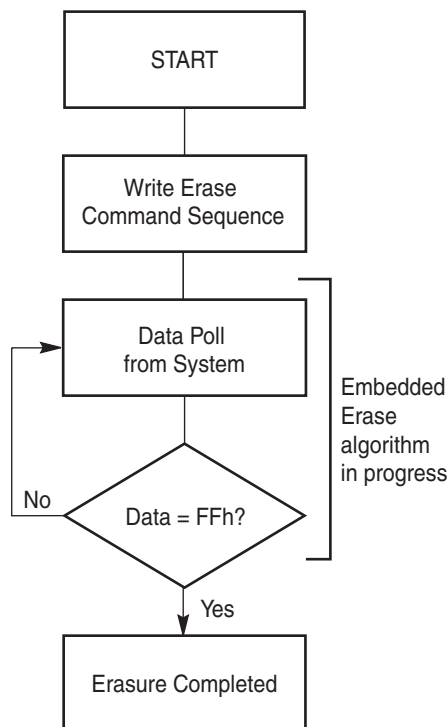 START
Write Erase
Command Sequence
Data Poll
from System
Embedded
Erase
algorithm
in progress
No
Data = FFh?
Yes
Erasure Completed